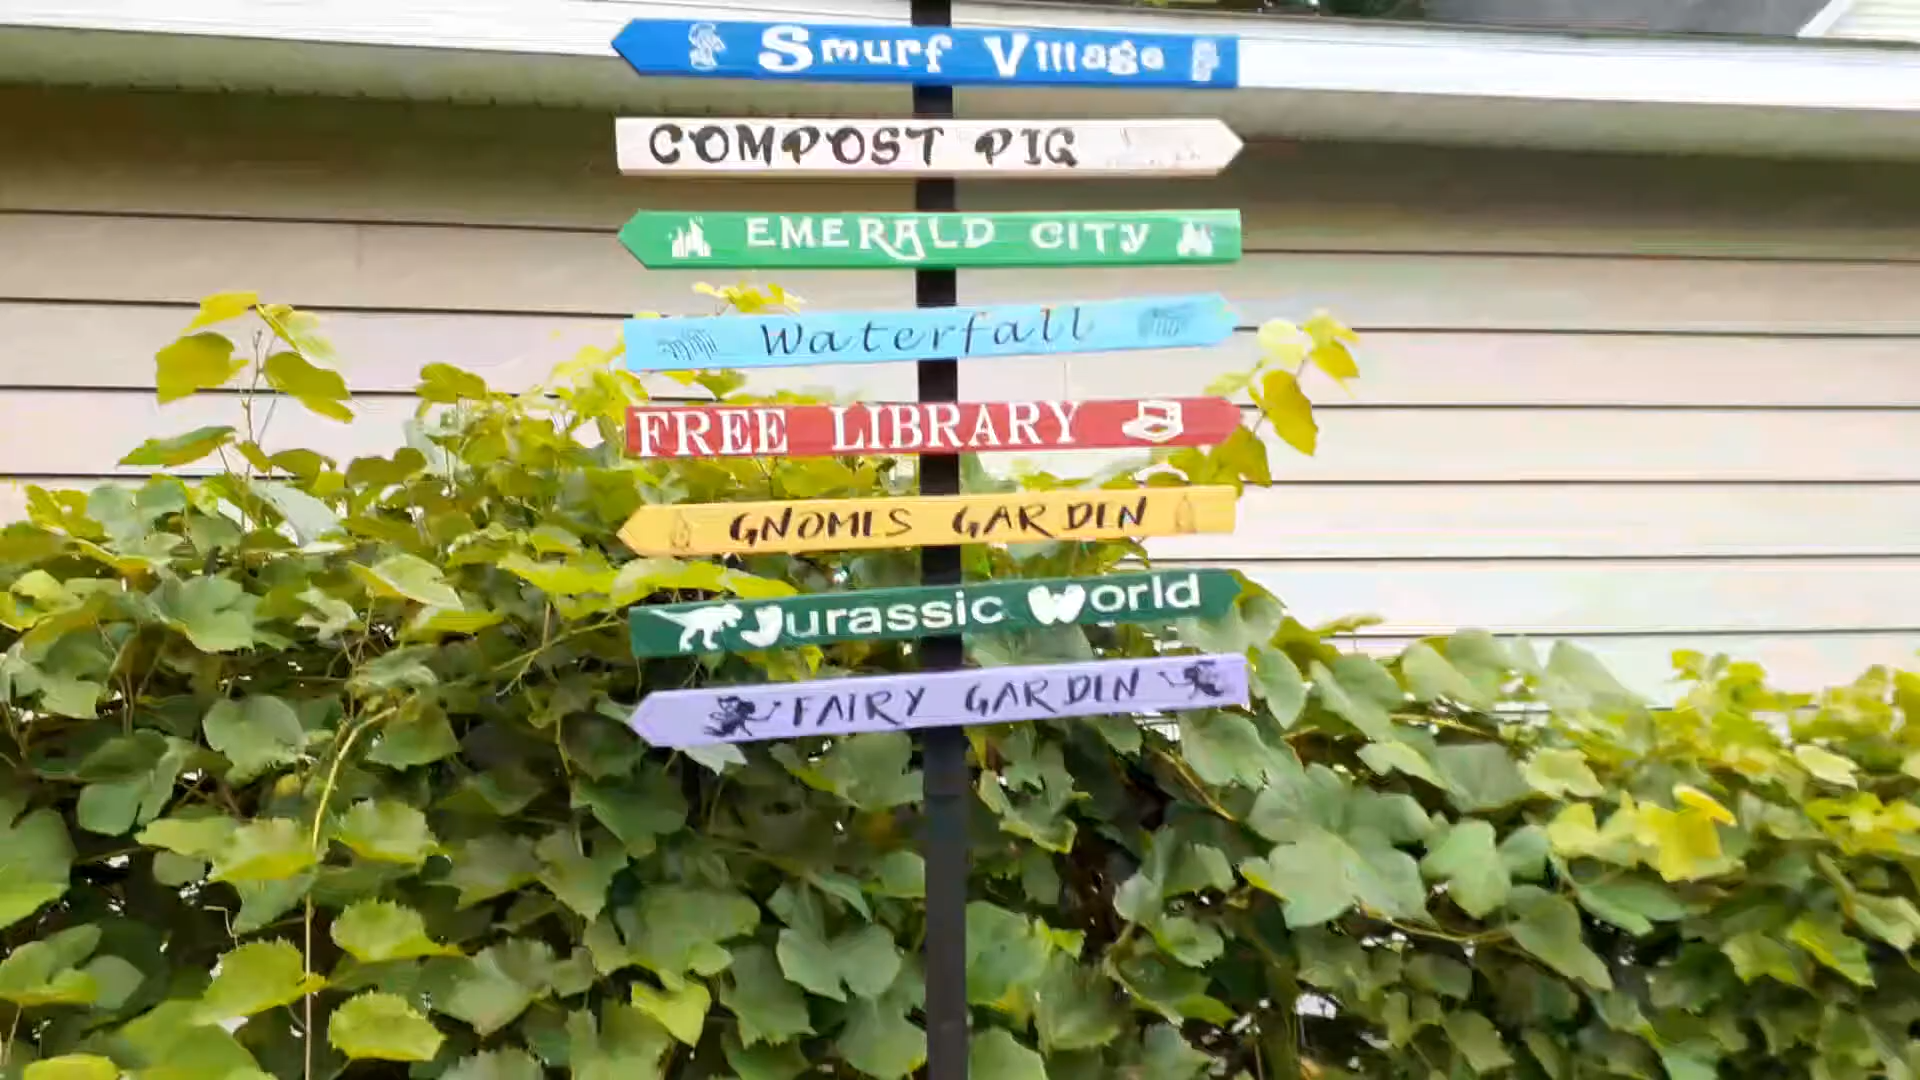 Smurf Village
COMPOST PIG
EMERALD CITY
Waterfall
FREE LIBRARY
GNOMES GARDEN
Jurassic World
FAIRY GARDEN